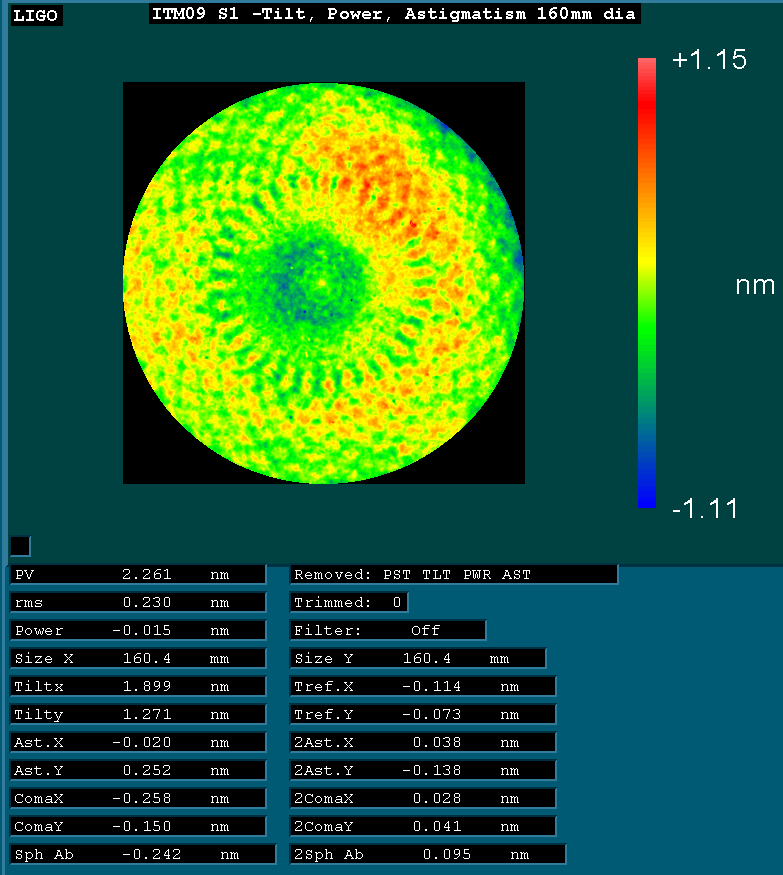 LIGO
ITM09 S1 -Tilt, Power, Astigmatism 160mm dia
+1.15
nm
-1.11
PV 2.261 nm Removed: PST TLT PWR AST
rms 0.230 nm Trimmed: 0
Power -0.015 nm Filter: Off
Size X 160.4 mm Size Y 160.4 mm
Tiltx 1.899 nm Tref.X -0.114 nm
Tilty 1.271 nm Tref.Y -0.073 nm
Ast.X -0.020 nm 2Ast.X 0.038 nm
Ast.Y 0.252 nm 2Ast.Y -0.138 nm
ComaX -0.258 nm 2ComaX 0.028 nm
ComaY -0.150 nm 2ComaY 0.041 nm
Sph Ab -0.242 nm 2Sph Ab 0.095 nm